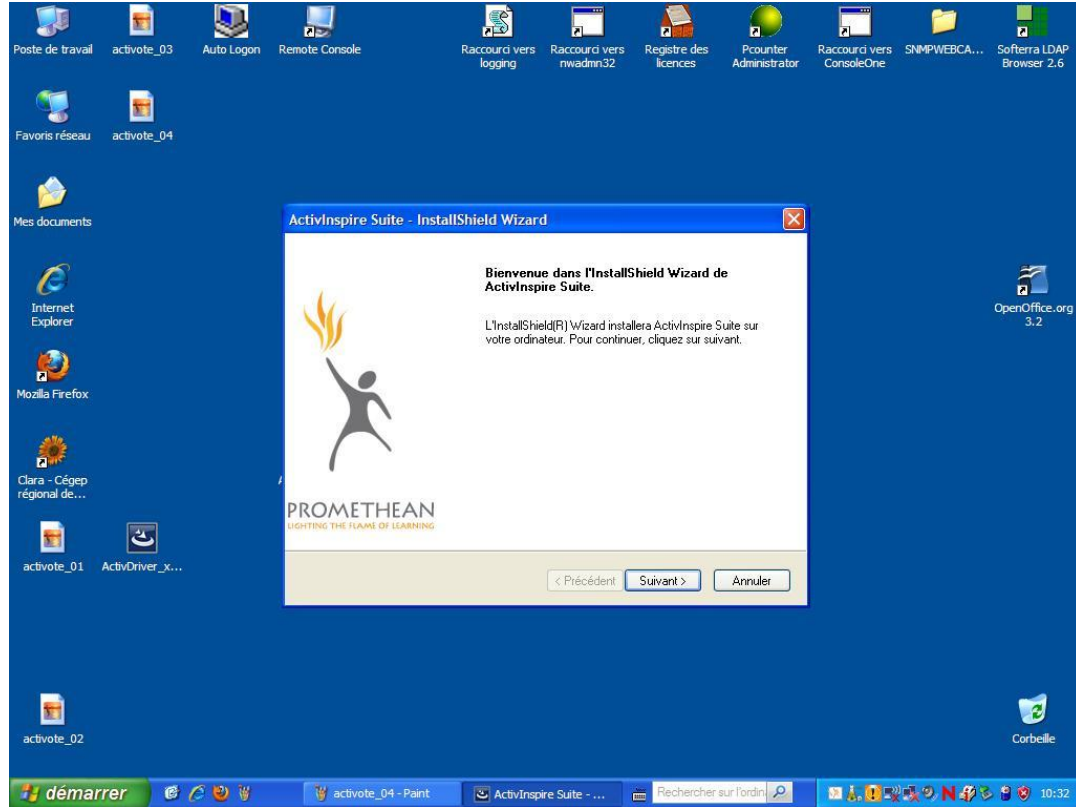 Poste de travail
activote_03
Auto Logon
Remote Console
Raccourci vers
logging
Raccourci vers
nwadmn32
Registre des
licences
Pcounter
Administrator
Raccourci vers
ConsoleOne
SNMPWEBCA...
Softerra LDAP
Browser 2.6
Favoris réseau
activote_04
Mes documents
ActivInspire Suite - InstallShield Wizard
Bienvenue dans l'InstallShield Wizard de
ActivInspire Suite.
L'InstallShield(R) Wizard installera ActivInspire Suite sur
votre ordinateur. Pour continuer, cliquez sur suivant.
PROMETHEAN
LIGHTING THE FLAME OF LEARNING
< Précédent
Suivant >
Annuler
Internet
Explorer
OpenOffice.org
3.2
Mozilla Firefox
Clara - Cégep
régional de...
activote_01
ActivDriver_x...
activote_02
Corbeille
démarrer
activote_04 - Paint
ActivInspire Suite - ...
Rechercher sur l'ordin
10:32